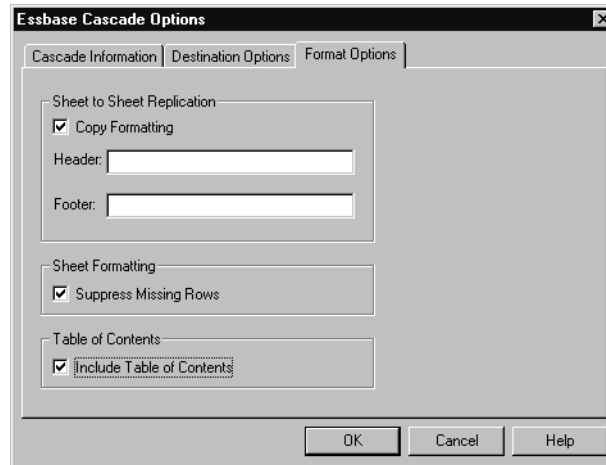 Essbase Cascade Options
Cascade Information Destination Options Format Options
Sheet to Sheet Replication
Copy Formatting
Header:
Footer:
Sheet Formatting
Suppress Missing Rows
Table of Contents
Include Table of Contents
OK Cancel Help